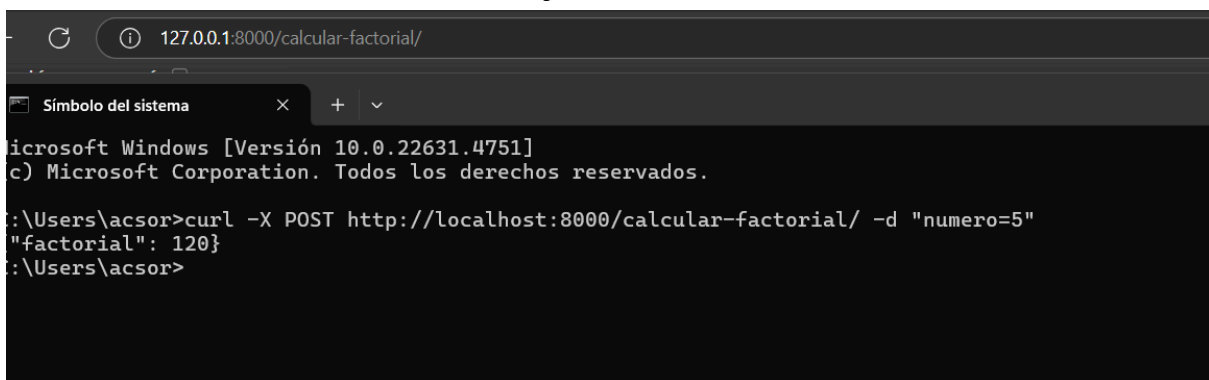 127.0.0.1:8000/calcular-factorial/
Símbolo del sistema
icrosoft Windows [Versión 10.0.22631.4751]
c) Microsoft Corporation. Todos los derechos reservados.
:\Users\acsor>curl -X POST http://localhost:8000/calcular-factorial/ -d "numero=5"
"factorial": 120}
:\Users\acsor>